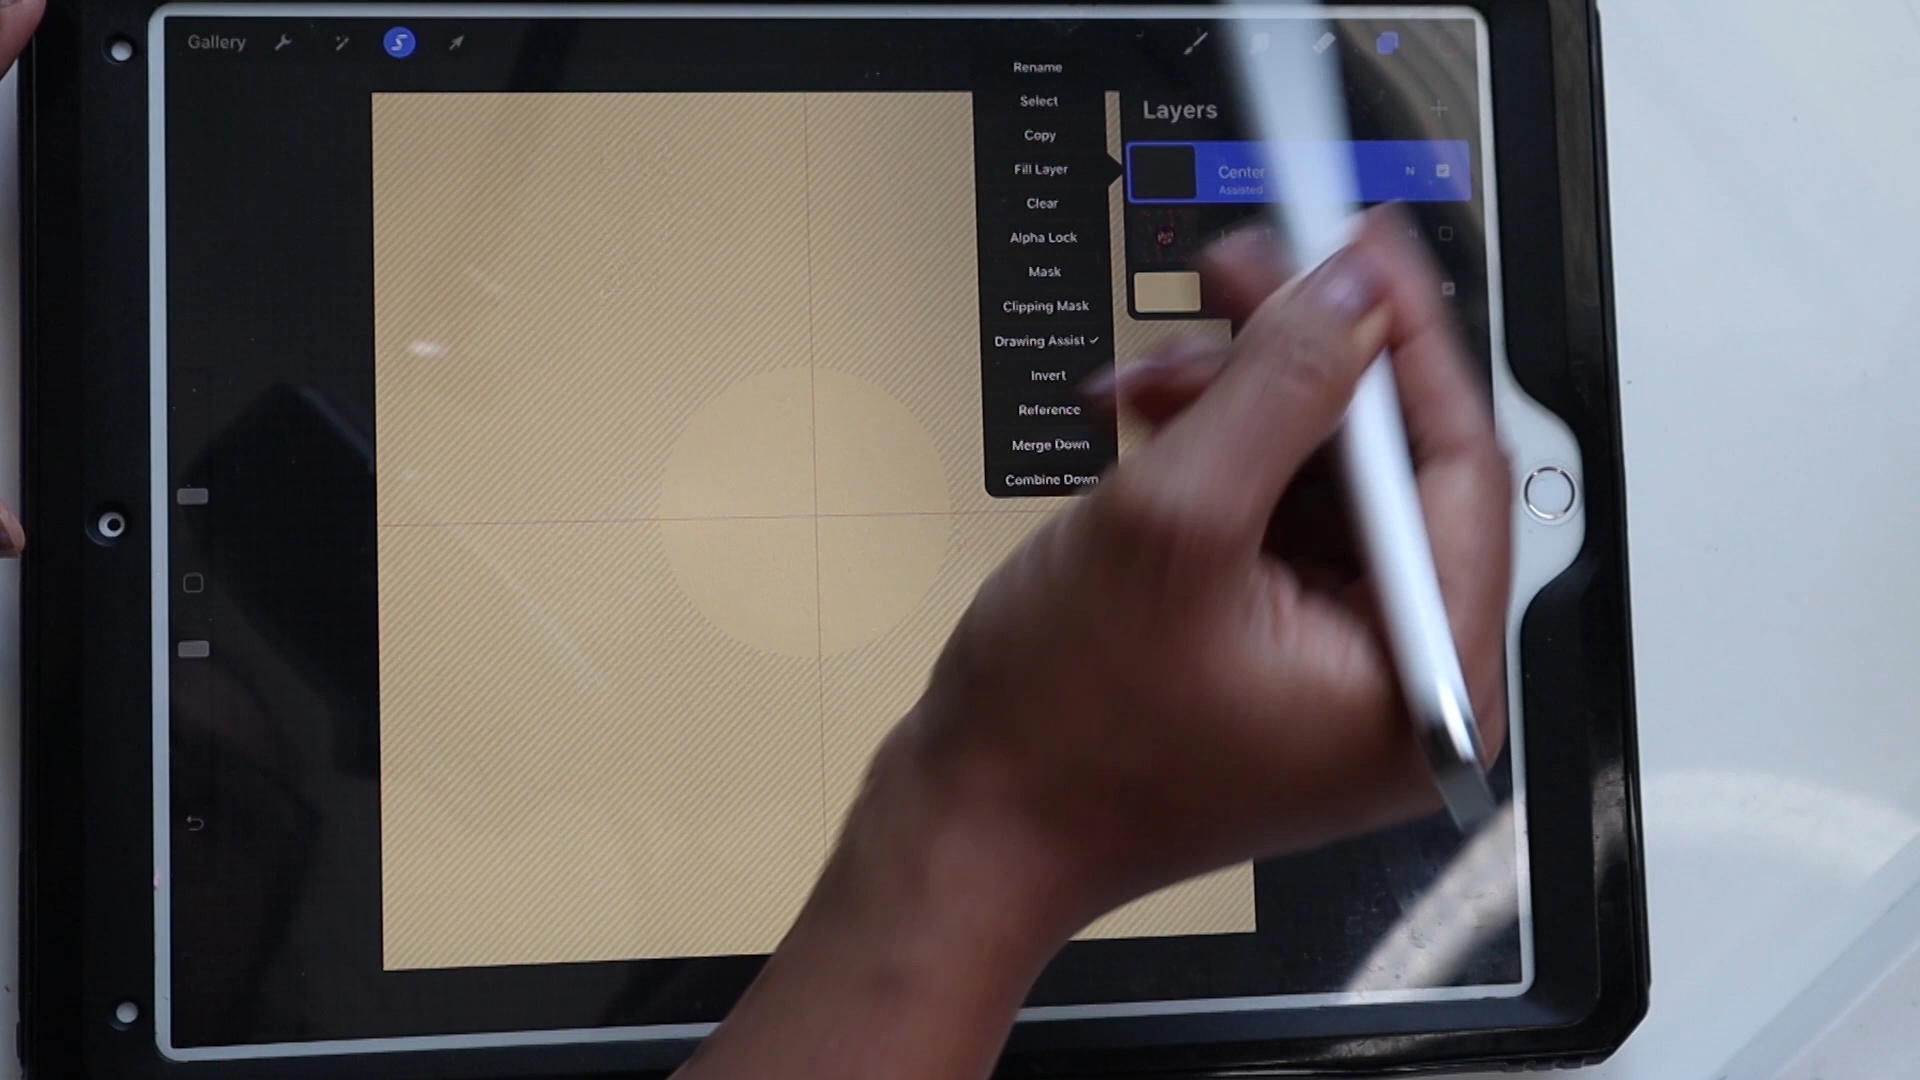 Gallery
Rename
Select
Copy
Fill Layer
Clear
Alpha Lock
Mask
Clipping Mask
Drawing Assist ✓
Invert
Reference
Merge Down
Combine Down
Layers
Center
N
Assisted
N